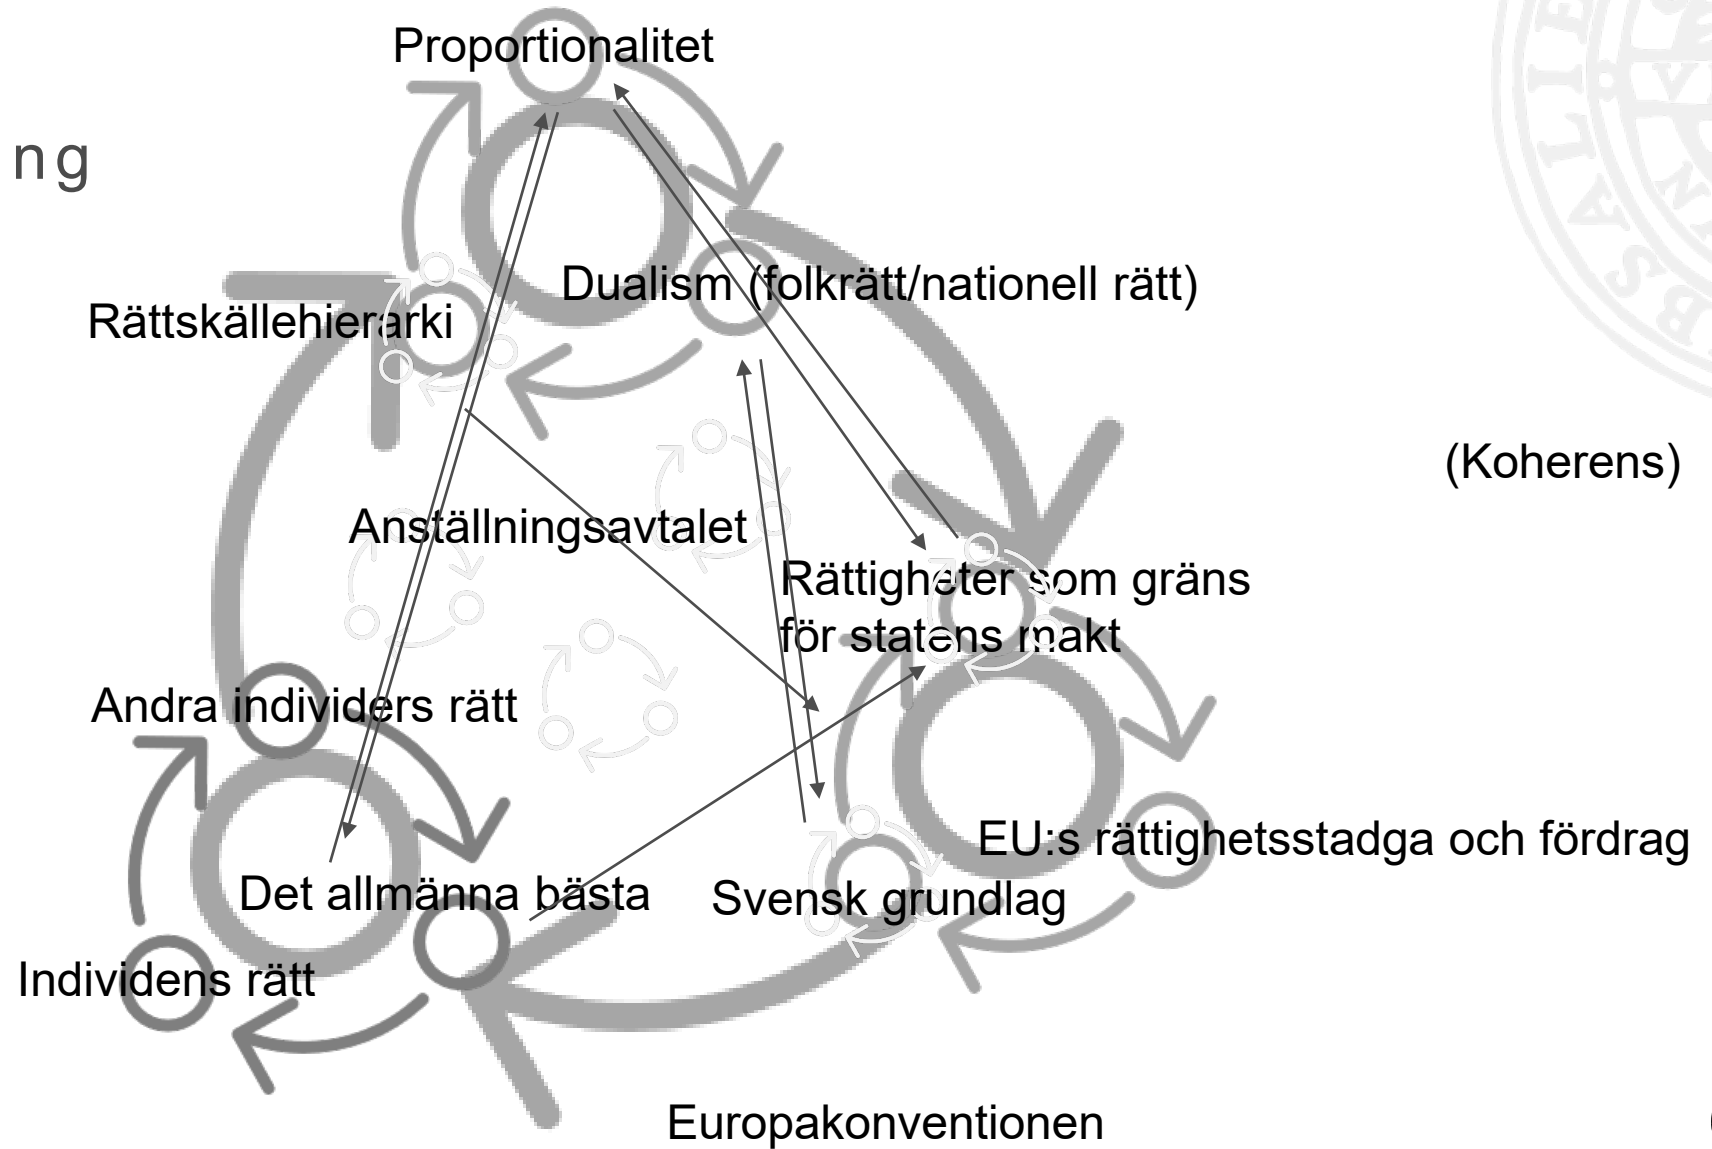 Proportionalitet
ng
Dualism (folkrätt/nationell rätt)
Rättskällehierarki
(Koherens)
Anställningsavtalet
Rättigheter som gräns
för statens makt
Andra individers rätt
EU:s rättighetsstadga och fördrag
Det allmänna bästa
Svensk grundlag
Individens rätt
Europakonventionen